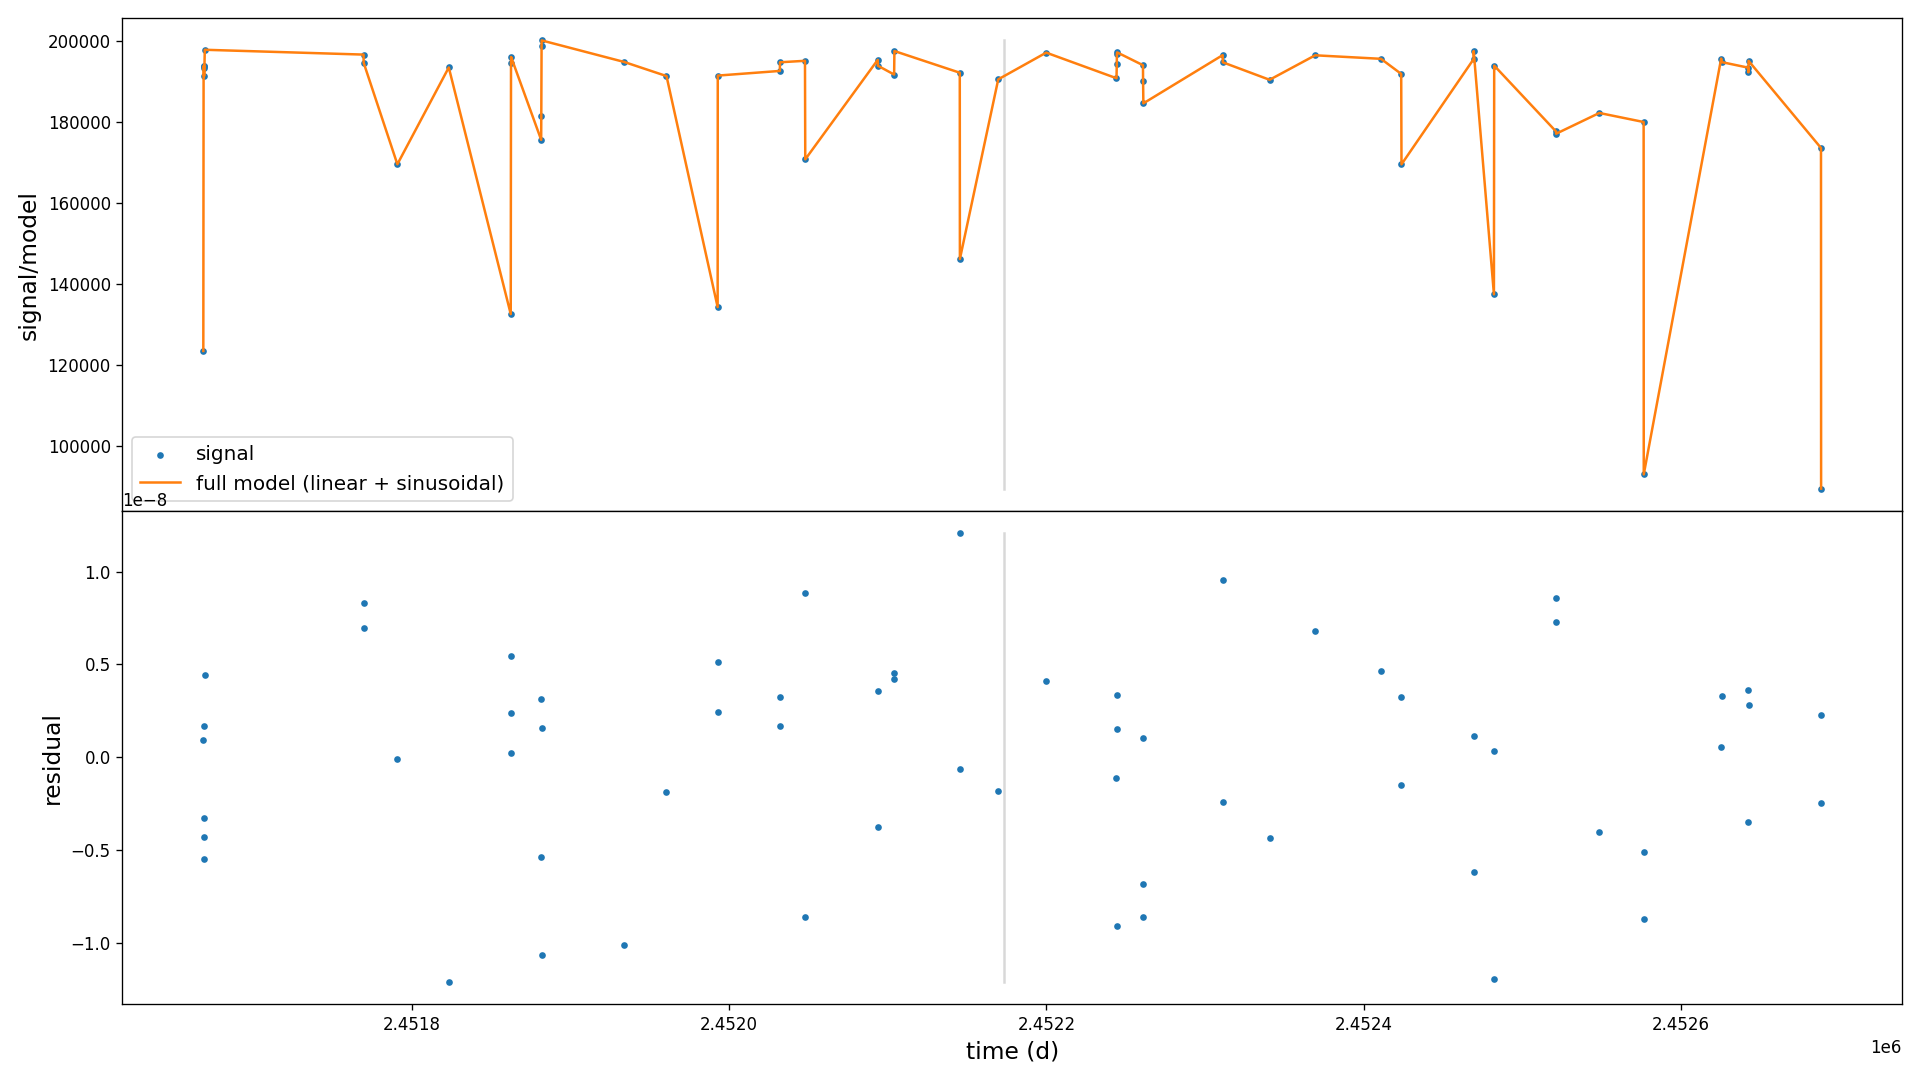 200000
180000
160000
140000
120000
100000
signal/model
signal
full model (linear + sinusoidal)
1e−8
1.0
0.5
0.0
−0.5
−1.0
residual
2.4518
2.4520
2.4522
2.4524
2.4526
time (d)
1e6